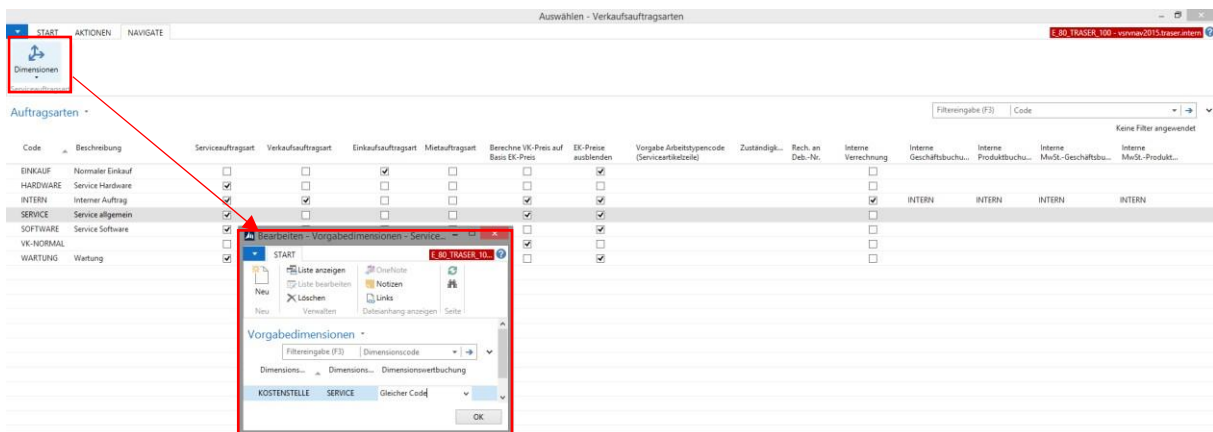 Auswählen - Verkaufsauftragsarten
START AKTIONEN NAVIGATE E_80_TRASER_100 - vsrvnav2015.traser.intern
Dimensionen
Serviceauftragsart
Auftragsarten
Filtereingabe (F3) Code
Keine Filter angewendet
Code Beschreibung Serviceauftragsart Verkaufsauftragsart Einkaufsauftragsart Mietauftragsart Berechne VK-Preis auf Basis EK-Preis EK-Preise ausblenden Vorgabe Arbeitstypencode (Serviceartikelzeile) Zuständigk... Rech. an Deb.-Nr. Interne Verrechnung Interne Geschäftsbuchu... Interne Produktbuchu... Interne MwSt.-Geschäftsbu... Interne MwSt.-Produkt...
EINKAUF Normaler Einkauf
HARDWARE Service Hardware
INTERN Interner Auftrag INTERN INTERN INTERN INTERN
SERVICE Service allgemein
SOFTWARE Service Software
VK-NORMAL
WARTUNG Wartung
Bearbeiten - Vorgabedimensionen - Service...
START E_80_TRASER_10...
Neu
Liste anzeigen OneNote
Liste bearbeiten Notizen
Löschen Links
Neu Verwalten Dateianhang anzeigen Seite
Vorgabedimensionen
Filtereingabe (F3) Dimensionscode
Dimensions... Dimensions... Dimensionswertbuchung
KOSTENSTELLE SERVICE Gleicher Code
OK